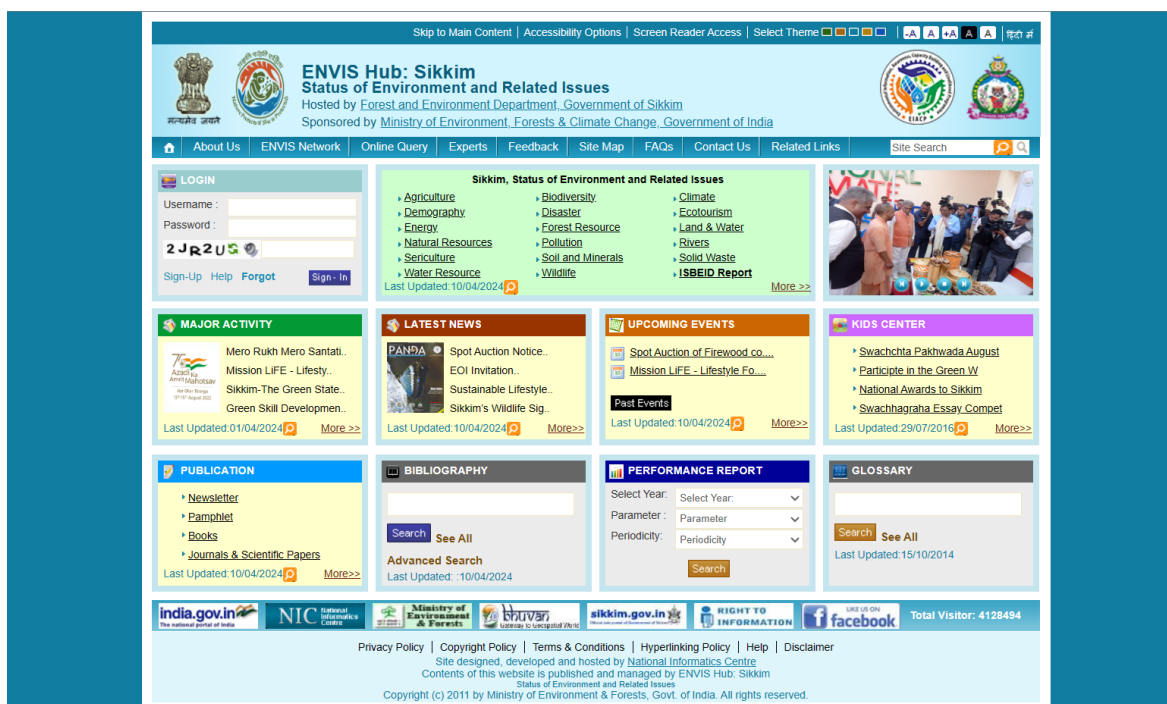 Skip to Main Content | Accessibility Options | Screen Reader Access | Select Theme | -A A +A A A | हिंदी में
ENVIS Hub: Sikkim
Status of Environment and Related Issues
Hosted by Forest and Environment Department, Government of Sikkim
Sponsored by Ministry of Environment, Forests & Climate Change, Government of India
सत्यमेव जयते
EIACP
About Us | ENVIS Network | Online Query | Experts | Feedback | Site Map | FAQs | Contact Us | Related Links
Site Search
LOGIN
Username :
Password :
2JR2U
Sign-Up Help Forgot Sign- In
Sikkim, Status of Environment and Related Issues
Agriculture Biodiversity Climate
Demography Disaster Ecotourism
Energy Forest Resource Land & Water
Natural Resources Pollution Rivers
Sericulture Soil and Minerals Solid Waste
Water Resource Wildlife ISBEID Report
Last Updated:10/04/2024 More >>
MAJOR ACTIVITY
Azadi Ka
Amrit Mahotsav
Mero Rukh Mero Santati..
Mission LiFE - Lifesty..
Sikkim-The Green State..
Green Skill Developmen..
Last Updated:01/04/2024 More >>
LATEST NEWS
PANDA
Spot Auction Notice..
EOI Invitation..
Sustainable Lifestyle..
Sikkim's Wildlife Sig..
Last Updated:10/04/2024 More>>
UPCOMING EVENTS
Spot Auction of Firewood co....
Mission LiFE - Lifestyle Fo....
Past Events
Last Updated:10/04/2024 More>>
KIDS CENTER
Swachchta Pakhwada August
Participte in the Green W
National Awards to Sikkim
Swachhagraha Essay Compet
Last Updated:29/07/2016 More>>
PUBLICATION
Newsletter
Pamphlet
Books
Journals & Scientific Papers
Last Updated:10/04/2024 More>>
BIBLIOGRAPHY
Search See All
Advanced Search
Last Updated: :10/04/2024
PERFORMANCE REPORT
Select Year: Select Year:
Parameter : Parameter
Periodicity: Periodicity
Search
GLOSSARY
Search See All
Last Updated:15/10/2014
india.gov.in
The national portal of India
NIC National Informatics Centre
Ministry of Environment & Forests
bhuvan
Gateway to Geospatial World
sikkim.gov.in
RIGHT TO INFORMATION
LIKE US ON
facebook
Total Visitor: 4128494
Privacy Policy | Copyright Policy | Terms & Conditions | Hyperlinking Policy | Help | Disclaimer
Site designed, developed and hosted by National Informatics Centre
Contents of this website is published and managed by ENVIS Hub: Sikkim
Status of Environment and Related Issues
Copyright (c) 2011 by Ministry of Environment & Forests, Govt. of India. All rights reserved.